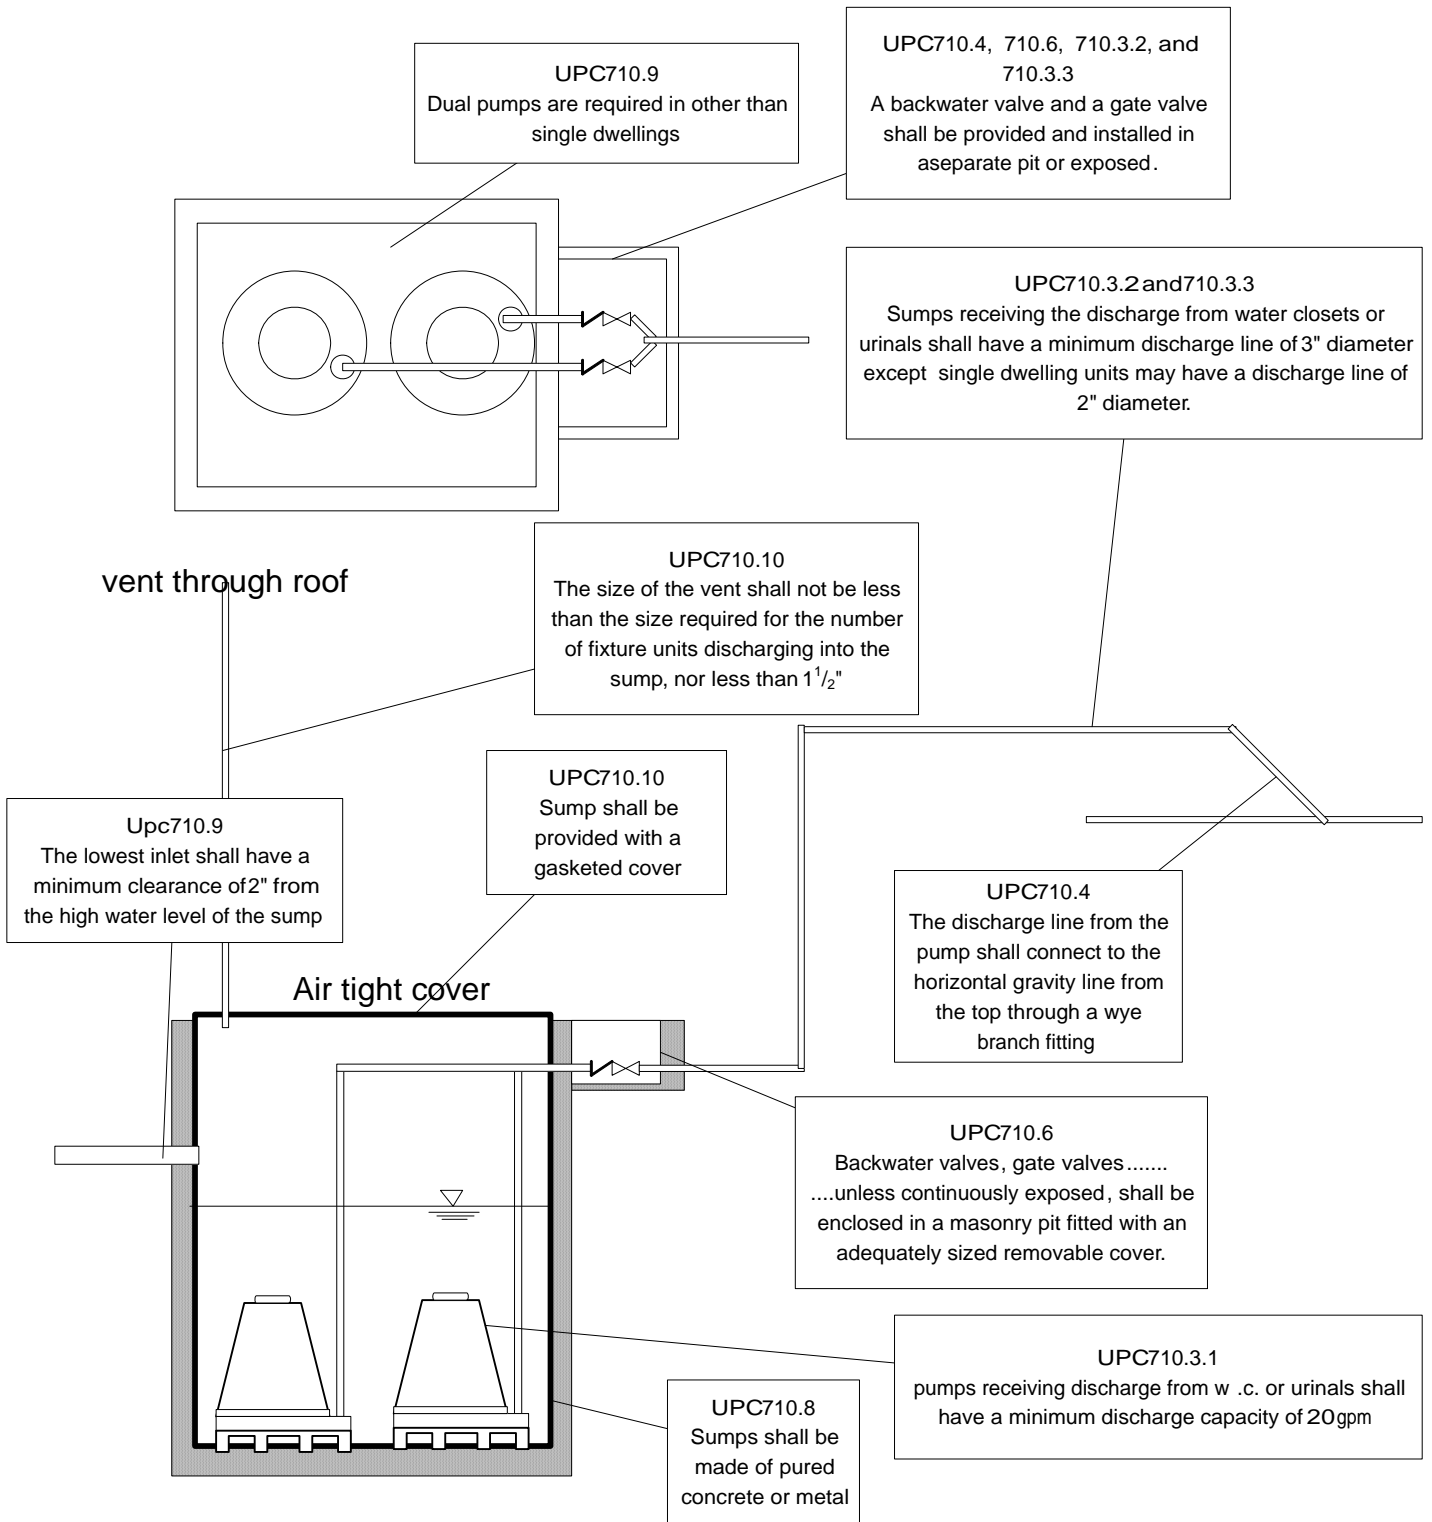 UPC710.9
Dual pumps are required in other than
single dwellings
UPC710.4, 710.6, 710.3.2, and
710.3.3
A backwater valve and a gate valve
shall be provided and installed in
aseparate pit or exposed.
UPC710.3.2 and 710.3.3
Sumps receiving the discharge from water closets or
urinals shall have a minimum discharge line of 3" diameter
except single dwelling units may have a discharge line of
2" diameter.
vent through roof
UPC710.10
The size of the vent shall not be less
than the size required for the number
of fixture units discharging into the
sump, nor less than 1 1/2"
UPC710.10
Sump shall be
provided with a
gasketed cover
Upc710.9
The lowest inlet shall have a
minimum clearance of 2" from
the high water level of the sump
UPC710.4
The discharge line from the
pump shall connect to the
horizontal gravity line from
the top through a wye
branch fitting
Air tight cover
UPC710.6
Backwater valves, gate valves.......
....unless continuously exposed, shall be
enclosed in a masonry pit fitted with an
adequately sized removable cover.
UPC710.3.1
pumps receiving discharge from w .c. or urinals shall
have a minimum discharge capacity of 20gpm
UPC710.8
Sumps shall be
made of pured
concrete or metal